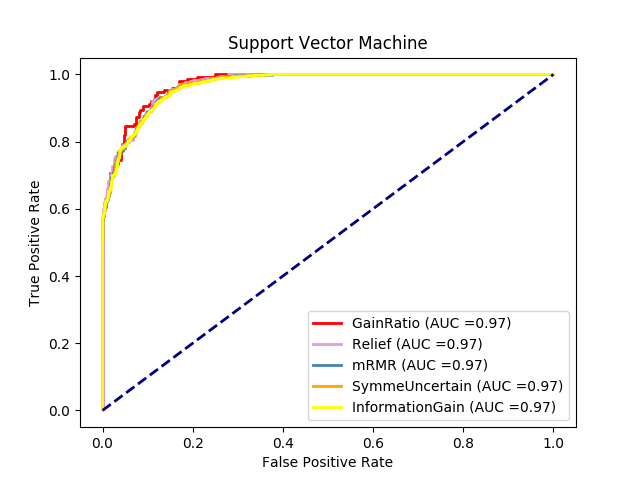 Support Vector Machine
True Positive Rate
1.0
0.8
0.6
0.4
0.2
0.0
GainRatio (AUC =0.97)
Relief (AUC =0.97)
mRMR (AUC =0.97)
SymmeUncertain (AUC =0.97)
InformationGain (AUC =0.97)
0.0 0.2 0.4 0.6 0.8 1.0
False Positive Rate